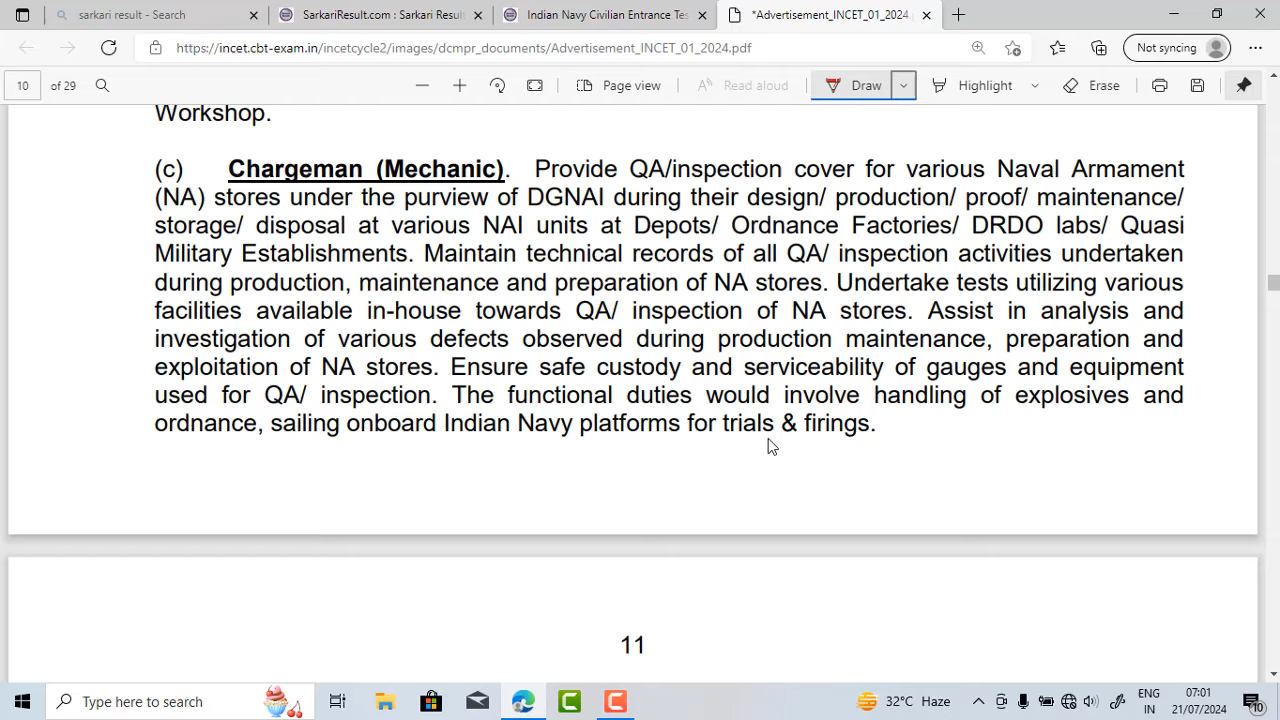 sarkari result - Search
SarkariResult.com : Sarkari Resul
Indian Navy Civilian Entrance Tes
*Advertisement_INCET_01_2024.
https://incet.cbt-exam.in/incetcycle2/images/dcmpr_documents/Advertisement_INCET_01_2024.pdf
Not syncing
10 of 29
Page view
Read aloud
Draw
Highlight
Erase
Workshop.
(c) Chargeman (Mechanic). Provide QA/inspection cover for various Naval Armament
(NA) stores under the purview of DGNAI during their design/ production/ proof/ maintenance/
storage/ disposal at various NAI units at Depots/ Ordnance Factories/ DRDO labs/ Quasi
Military Establishments. Maintain technical records of all QA/ inspection activities undertaken
during production, maintenance and preparation of NA stores. Undertake tests utilizing various
facilities available in-house towards QA/ inspection of NA stores. Assist in analysis and
investigation of various defects observed during production maintenance, preparation and
exploitation of NA stores. Ensure safe custody and serviceability of gauges and equipment
used for QA/ inspection. The functional duties would involve handling of explosives and
ordnance, sailing onboard Indian Navy platforms for trials & firings.
11
Type here to search
32°C Haze
ENG
IN
07:01
21/07/2024
10